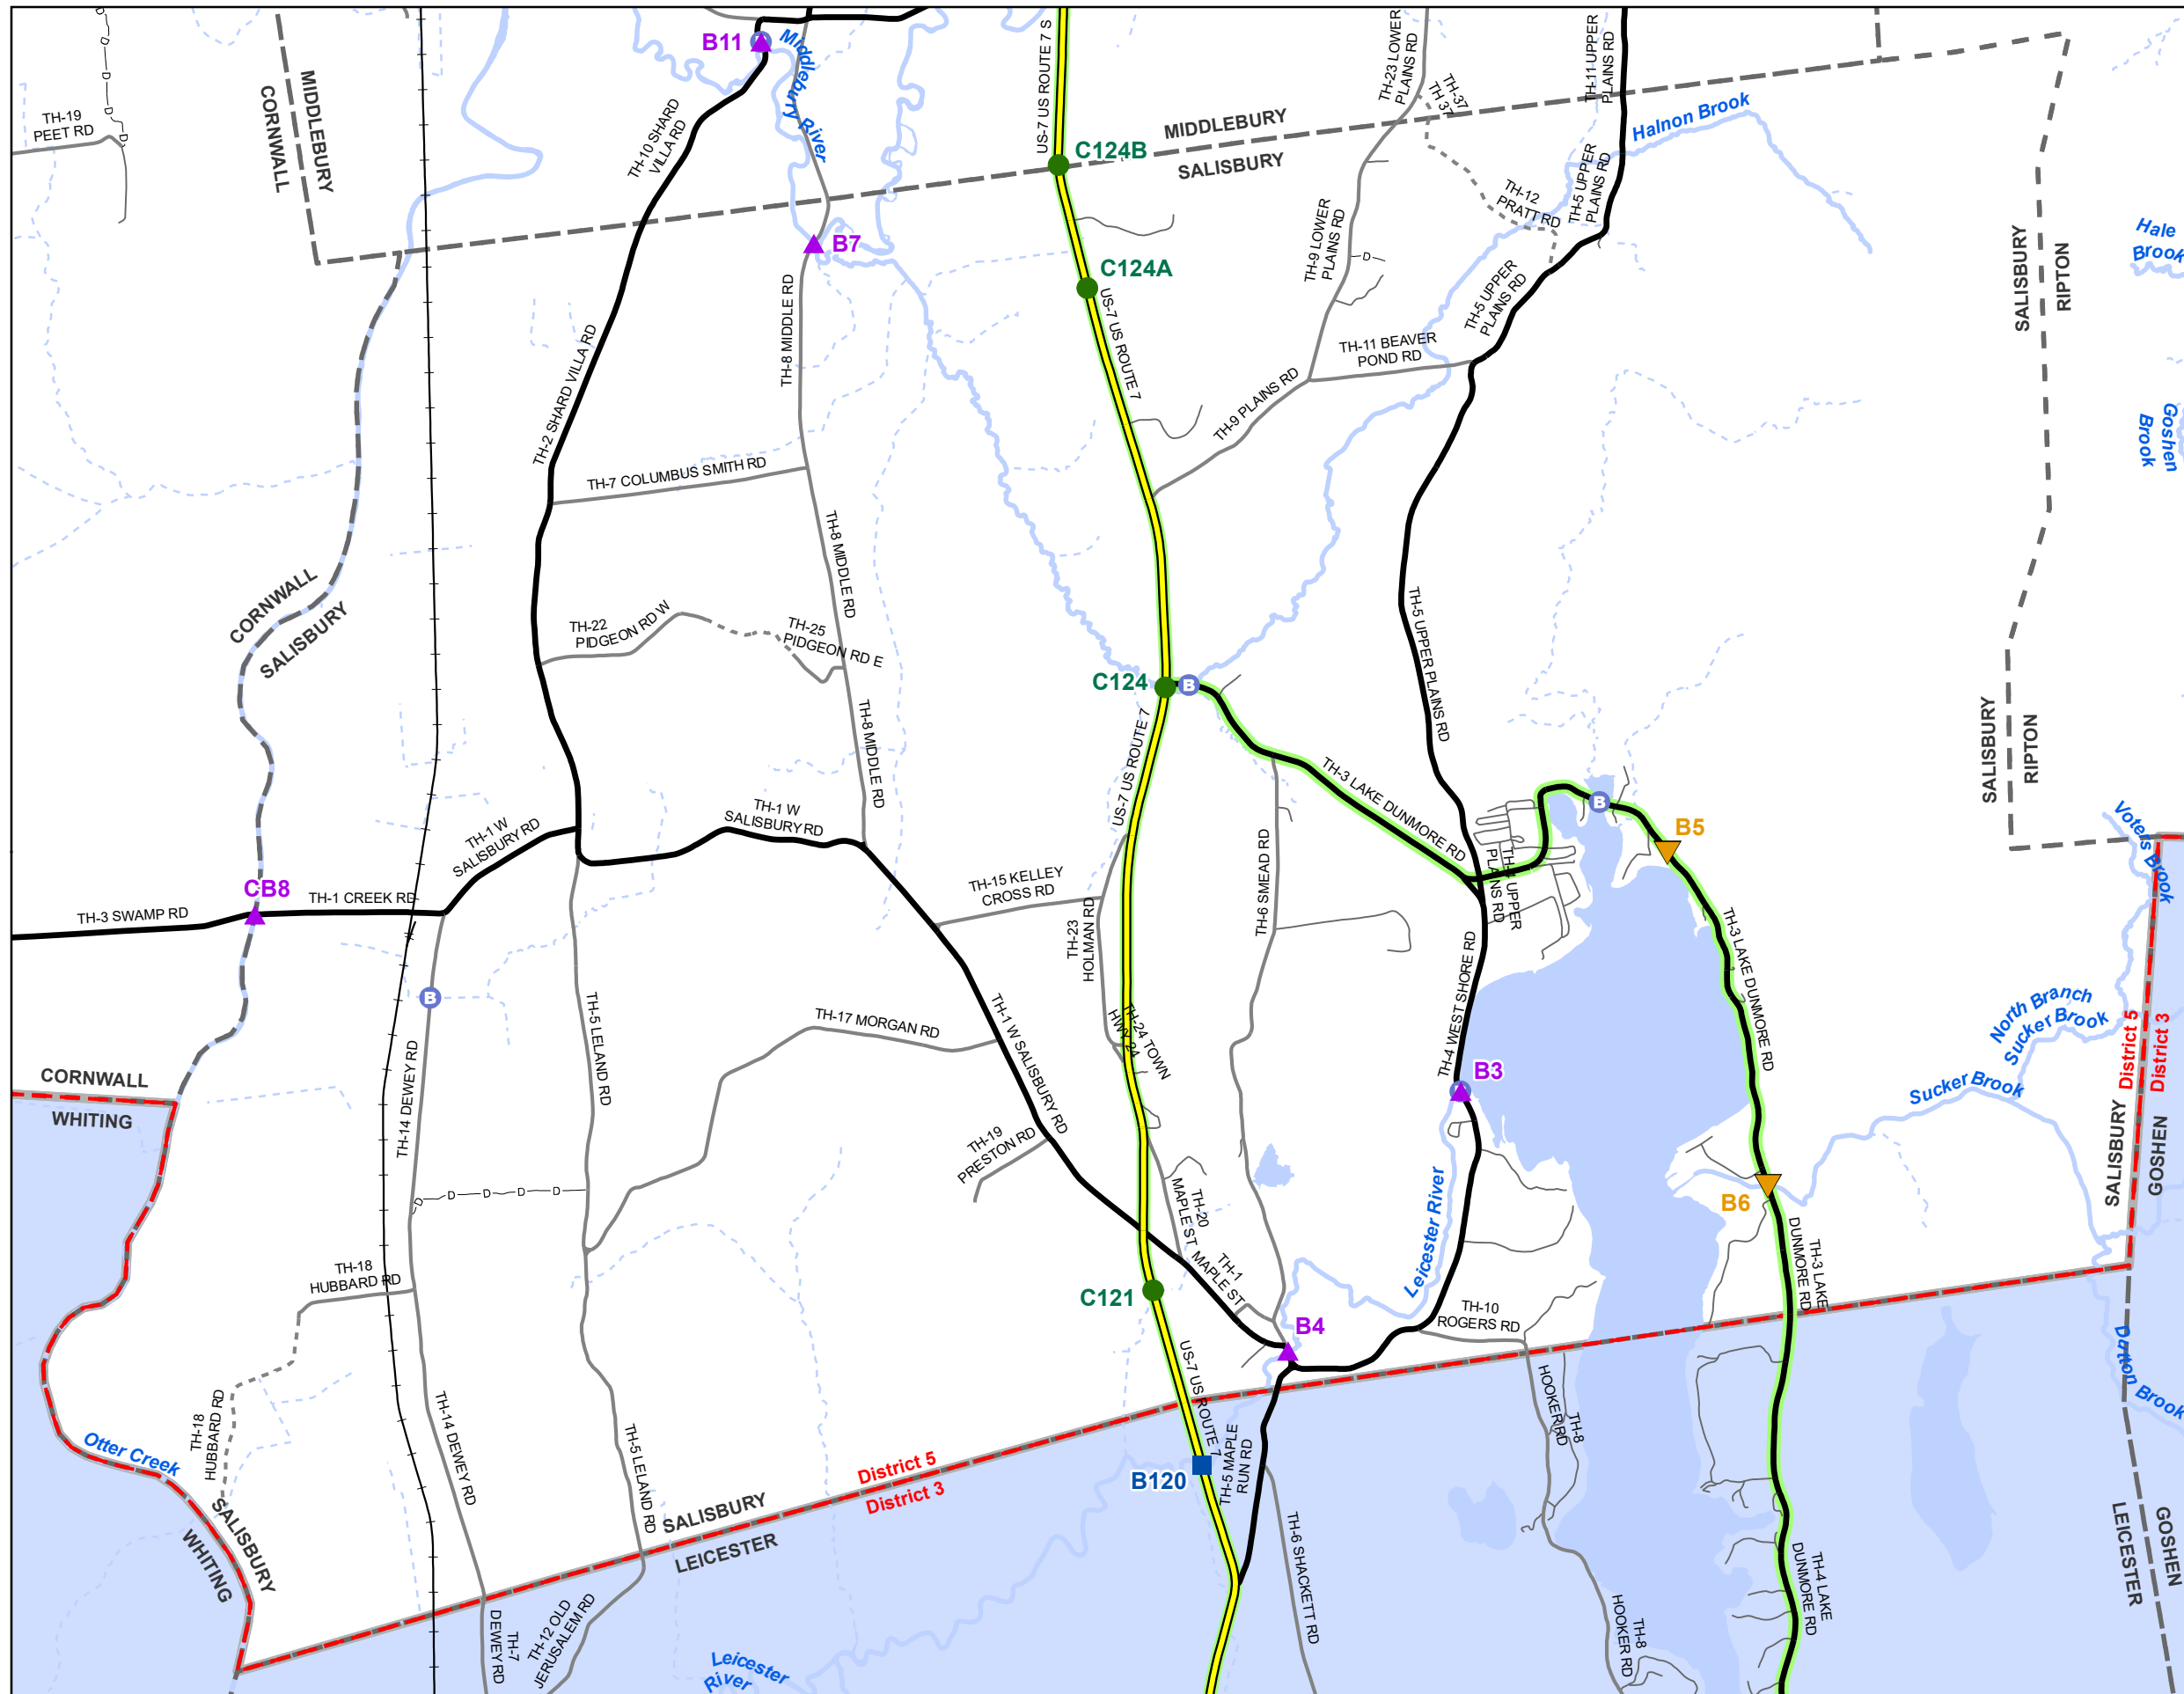 B11
Middlebury River
US-7 US ROUTE 7 S
TH-23 LOWER
PLAINS RD
TH-37
TH 37
TH-11 UPPER
PLAINS RD
TH-19
PEET RD
D
D
D
D
MIDDLEBURY
CORNWALL
TH-10 SHARD
VILLA RD
MIDDLEBURY
SALISBURY
C124B
Halnon Brook
TH-12
PRATT RD
TH-5 UPPER
PLAINS RD
B7
C124A
TH-9 LOWER
PLAINS RD
D
SALISBURY
RIPTON
Hale
Brook
TH-8 MIDDLE RD
US-7 US ROUTE 7
TH-5 UPPER
PLAINS RD
TH-11 BEAVER
POND RD
TH-2 SHARD VILLA RD
TH-9 PLAINS RD
Goshen
Brook
TH-7 COLUMBUS SMITH RD
TH-8 MIDDLE RD
CORNWALL
SALISBURY
TH-22
PIDGEON RD W
TH-25
PIDGEON RD E
TH-5 UPPER PLAINS RD
C124
B
TH-8 MIDDLE RD
US-7 US ROUTE 7
SALISBURY
RIPTON
TH-3 LAKE DUNMORE RD
B
B5
TH-1 W
SALISBURY RD
TH-1 W
SALISBURY RD
Voters Brook
TH-4 UPPER
PLAINS RD
CB8
TH-3 SWAMP RD
TH-1 CREEK RD
TH-15 KELLEY
CROSS RD
TH-23
HOLMAN RD
TH-6 SMEAD RD
TH-4 WEST SHORE RD
TH-3 LAKE DUNMORE RD
B
TH-5 LELAND RD
TH-17 MORGAN RD
TH-1 W SALISBURY RD
TH-24 TOWN
HWY 24
North Branch
Sucker Brook
Sucker Brook
District 5
District 3
CORNWALL
WHITING
TH-14 DEWEY RD
B3
TH-19
PRESTON RD
SALISBURY
GOSHEN
D
D
D
D
D
TH-20
MAPLE ST
Leicester River
B6
TH-3 LAKE
DUNMORE RD
TH-18
HUBBARD RD
TH-1
MAPLE ST
C121
B4
TH-10
ROGERS RD
Dutton Brook
US-7 US ROUTE 7
HOOKER RD
TH-8
TH-18
HUBBARD RD
TH-14 DEWEY RD
TH-5 LELAND RD
Otter Creek
District 5
District 3
B120
TH-5 MAPLE
RUN RD
SALISBURY
LEICESTER
SALISBURY
WHITING
TH-6 SHACKETT RD
TH-4 LAKE
DUNMORE RD
LEICESTER
GOSHEN
TH-7
DEWEY RD
TH-12 OLD
JERUSALEM RD
TH-8
HOOKER RD
Leicester
River